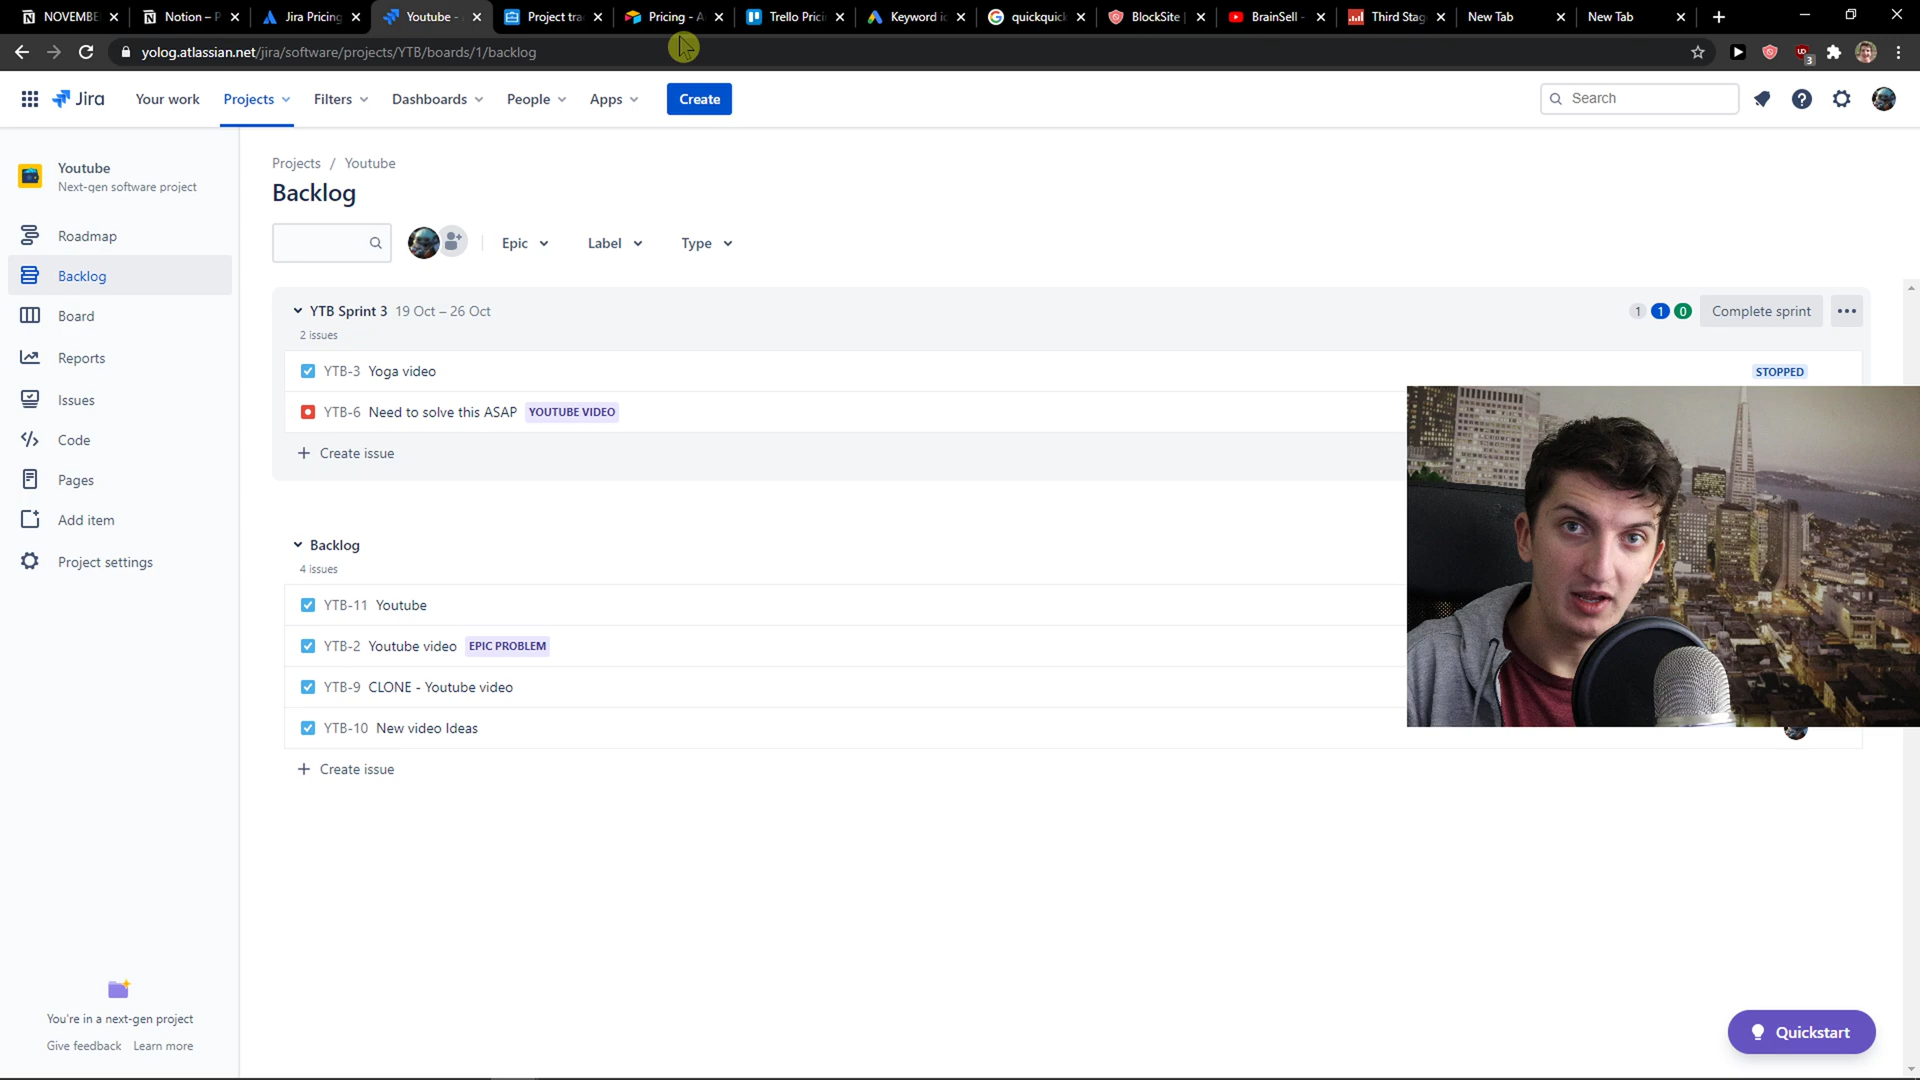 NOVEMBE
Notion – P
Jira Pricing
Youtube -
Project tra
Pricing - A
Trello Prici
Keyword ic
quickquick
BlockSite
BrainSell -
Third Stag
New Tab
New Tab
yolog.atlassian.net/jira/software/projects/YTB/boards/1/backlog
3
Jira
Your work
Projects
Filters
Dashboards
People
Apps
Create
Search
Youtube
Next-gen software project
Roadmap
Backlog
Board
Reports
Issues
Code
Pages
Add item
Project settings
You're in a next-gen project
Give feedback Learn more
Projects / Youtube
Backlog
Epic
Label
Type
YTB Sprint 3 19 Oct – 26 Oct
1 1 0 Complete sprint
2 issues
YTB-3 Yoga video
STOPPED
YTB-6 Need to solve this ASAP YOUTUBE VIDEO
Create issue
Backlog
4 issues
YTB-11 Youtube
YTB-2 Youtube video EPIC PROBLEM
YTB-9 CLONE - Youtube video
YTB-10 New video Ideas
Create issue
Quickstart